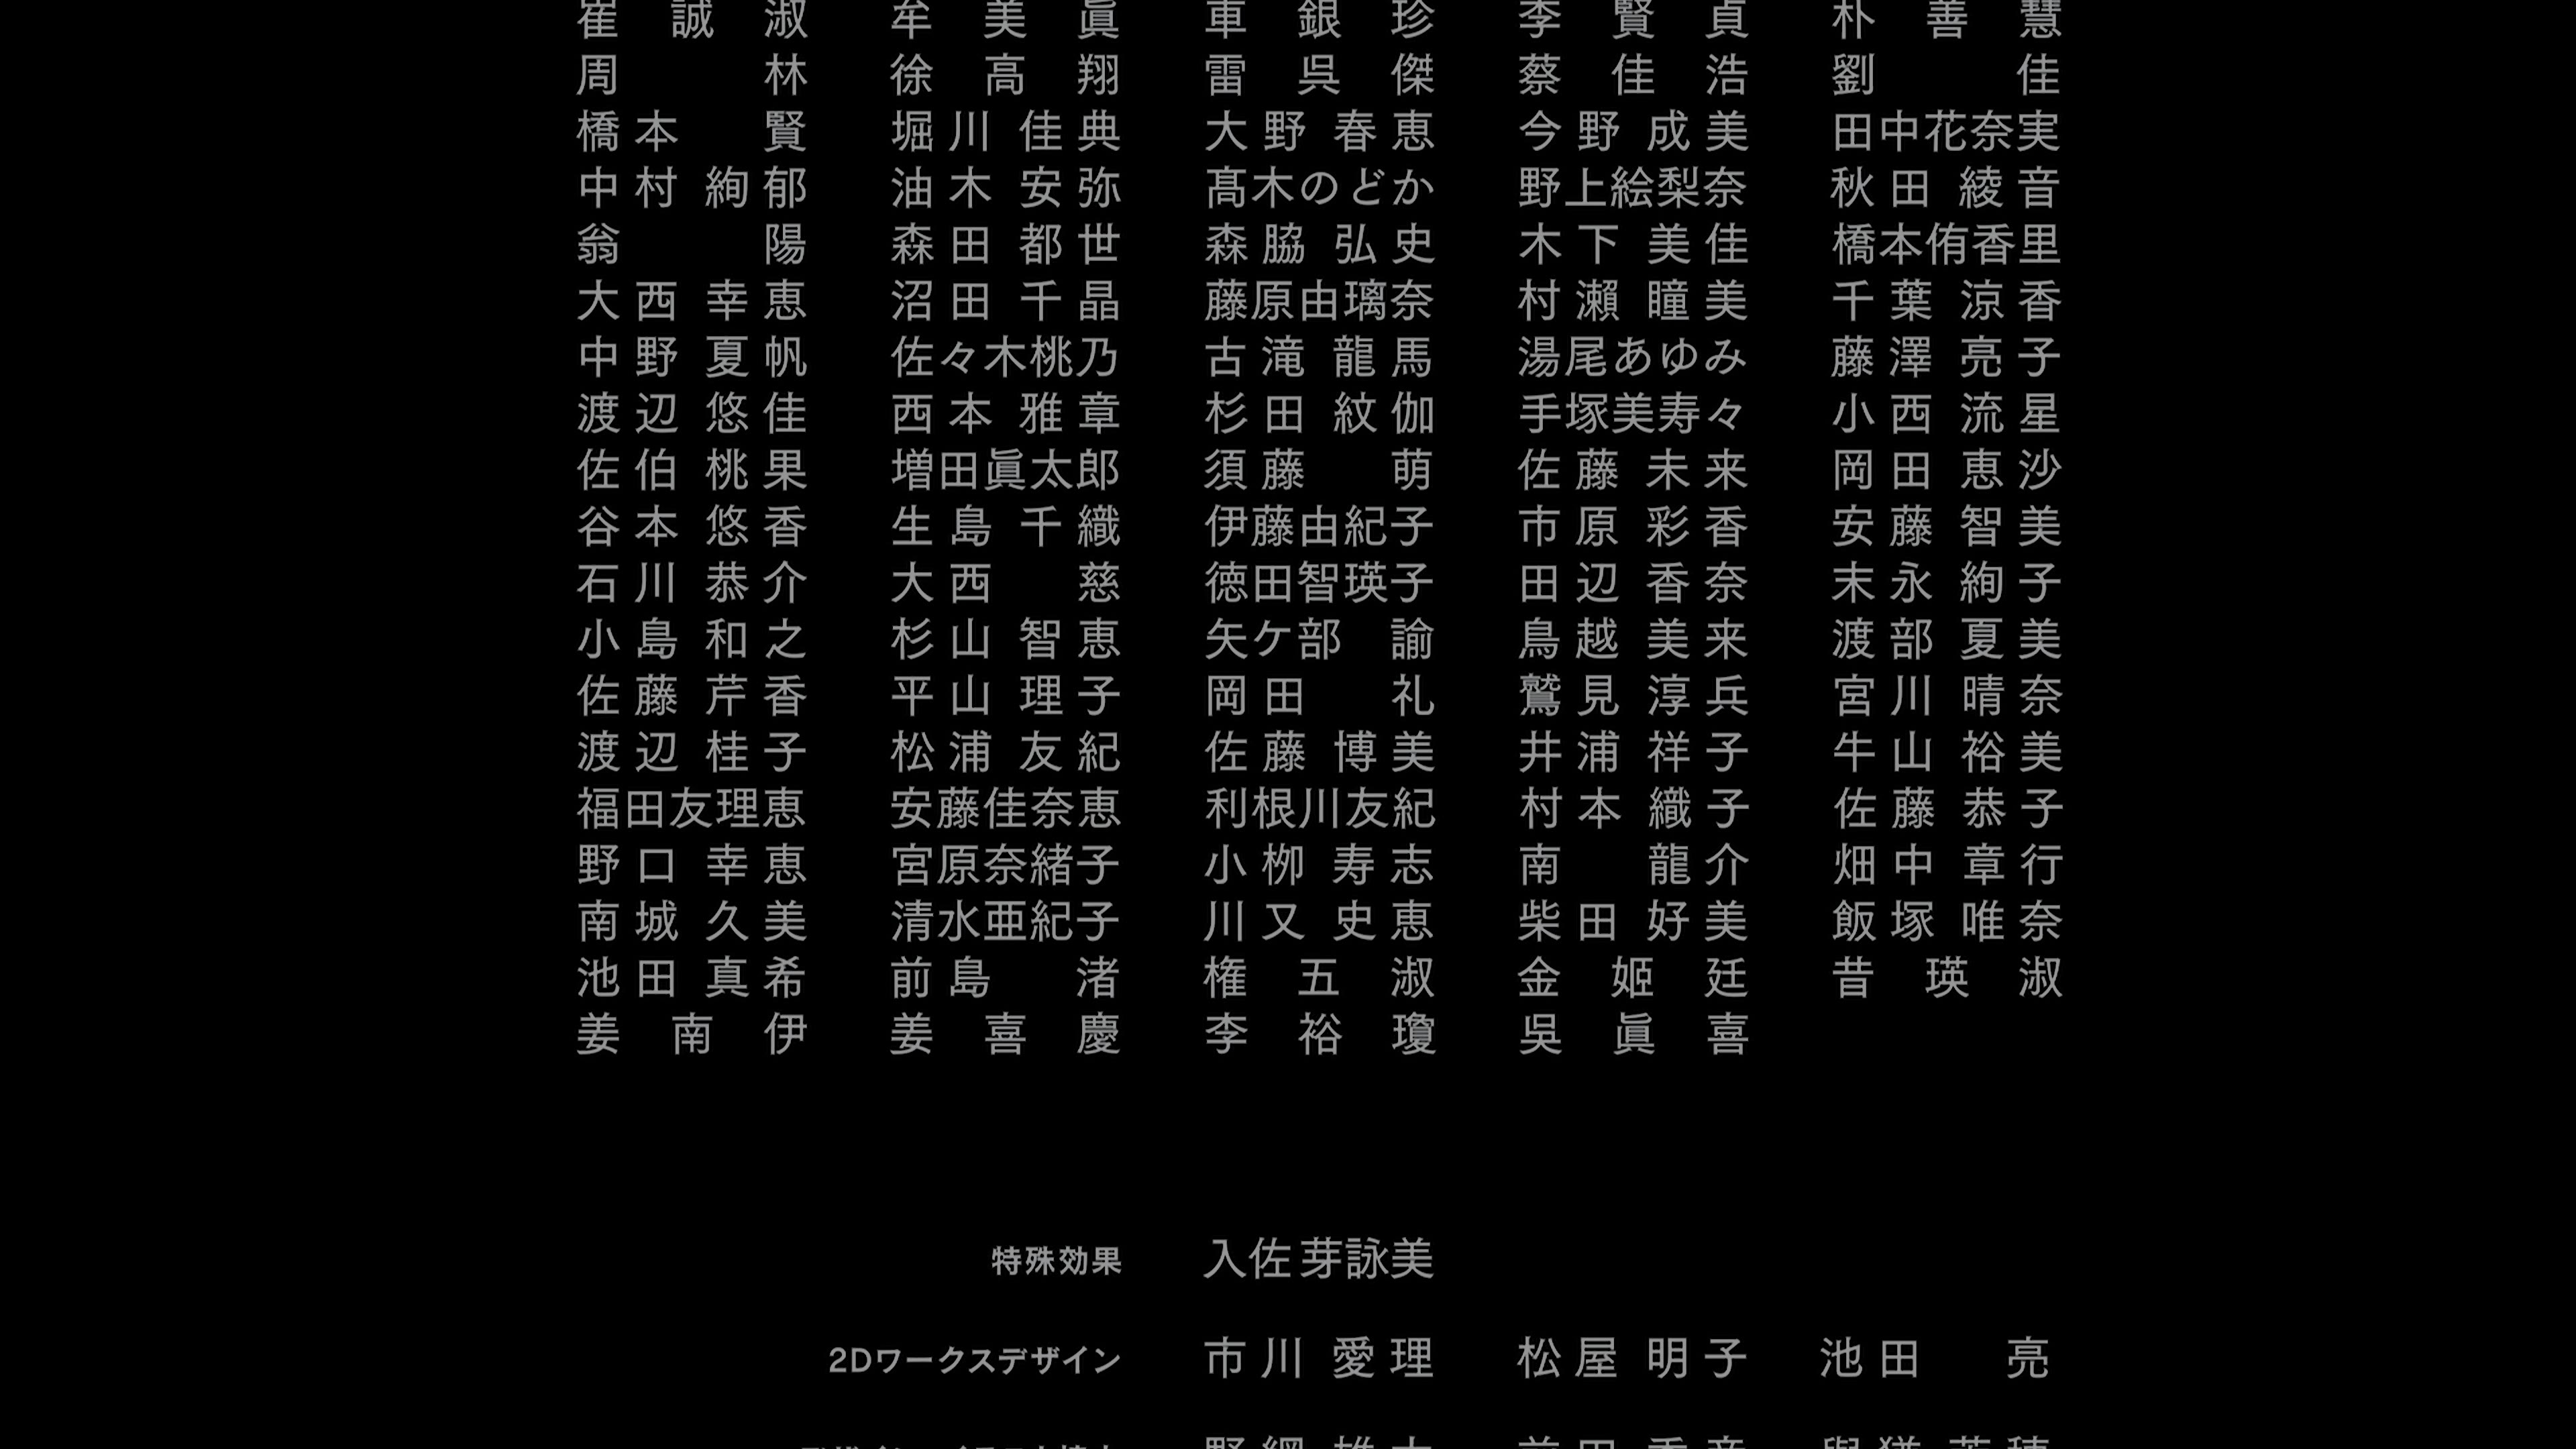 崔誠淑 牟美眞 車銀珍 李賢貞 朴善慧
周林 徐高翔 雷呉傑 蔡佳浩 劉佳
橋本賢 堀川佳典 大野春恵 今野成美 田中花奈実
中村絢郁 油木安弥 髙木のどか 野上絵梨奈 秋田綾音
翁陽 森田都世 森脇弘史 木下美佳 橋本侑香里
大西幸恵 沼田千晶 藤原由璃奈 村瀬瞳美 千葉涼香
中野夏帆 佐々木桃乃 古滝龍馬 湯尾あゆみ 藤澤亮子
渡辺悠佳 西本雅章 杉田紋伽 手塚美寿々 小西流星
佐伯桃果 増田眞太郎 須藤萌 佐藤未来 岡田恵沙
谷本悠香 生島千織 伊藤由紀子 市原彩香 安藤智美
石川恭介 大西慈 徳田智瑛子 田辺香奈 末永絢子
小島和之 杉山智恵 矢ケ部諭 鳥越美来 渡部夏美
佐藤芹香 平山理子 岡田礼 鷲見淳兵 宮川晴奈
渡辺桂子 松浦友紀 佐藤博美 井浦祥子 牛山裕美
福田友理恵 安藤佳奈恵 利根川友紀 村本織子 佐藤恭子
野口幸恵 宮原奈緒子 小栁寿志 南龍介 畑中章行
南城久美 清水亜紀子 川又史恵 柴田好美 飯塚唯奈
池田真希 前島渚 権五淑 金姫廷 昔瑛淑
姜南伊 姜喜慶 李裕瓊 呉眞喜
特殊効果 入佐芽詠美
2Dワークスデザイン 市川愛理 松屋明子 池田亮